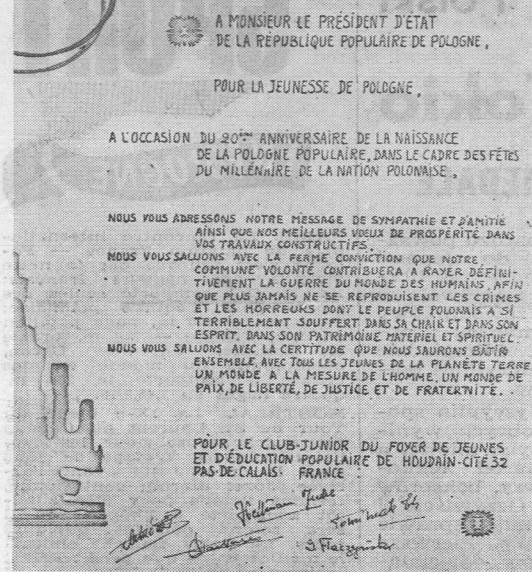 A MONSIEUR LE PRÉSIDENT D'ÉTAT
DE LA RÉPUBLIQUE POPULAIRE DE POLOGNE,
POUR LA JEUNESSE DE POLOGNE,
A L'OCCASION DU 20ème ANNIVERSAIRE DE LA NAISSANCE
DE LA POLOGNE POPULAIRE, DANS LE CADRE DES FÊTES
DU MILLÉNAIRE DE LA NATION POLONAISE,
NOUS VOUS ADRESSONS NOTRE MESSAGE DE SYMPATHIE ET D'AMITIÉ
AINSI QUE NOS MEILLEURS VOEUX DE PROSPÉRITÉ DANS
VOS TRAVAUX CONSTRUCTIFS.
NOUS VOUS SALUONS AVEC LA FERME CONVICTION QUE NOTRE
COMMUNE VOLONTÉ CONTRIBUERA A RAYER DÉFINI-
TIVEMENT LA GUERRE DU MONDE DES HUMAINS, AFIN
QUE PLUS JAMAIS NE SE REPRODUISENT LES CRIMES
ET LES HORREURS DONT LE PEUPLE POLONAIS A SI
TERRIBLEMENT SOUFFERT DANS SA CHAIR ET DANS SON
ESPRIT, DANS SON PATRIMOINE MATÉRIEL ET SPIRITUEL.
NOUS VOUS SALUONS AVEC LA CERTITUDE QUE NOUS SAURONS BÂTIR
ENSEMBLE, AVEC TOUS LES JEUNES DE LA PLANÈTE TERRE
UN MONDE A LA MESURE DE L'HOMME, UN MONDE DE
PAIX, DE LIBERTÉ, DE JUSTICE ET DE FRATERNITÉ.
POUR LE CLUB-JUNIOR DU FOYER DE JEUNES
ET D'ÉDUCATION POPULAIRE DE HOUDAIN-CITÉ 32
PAS-DE-CALAIS- FRANCE